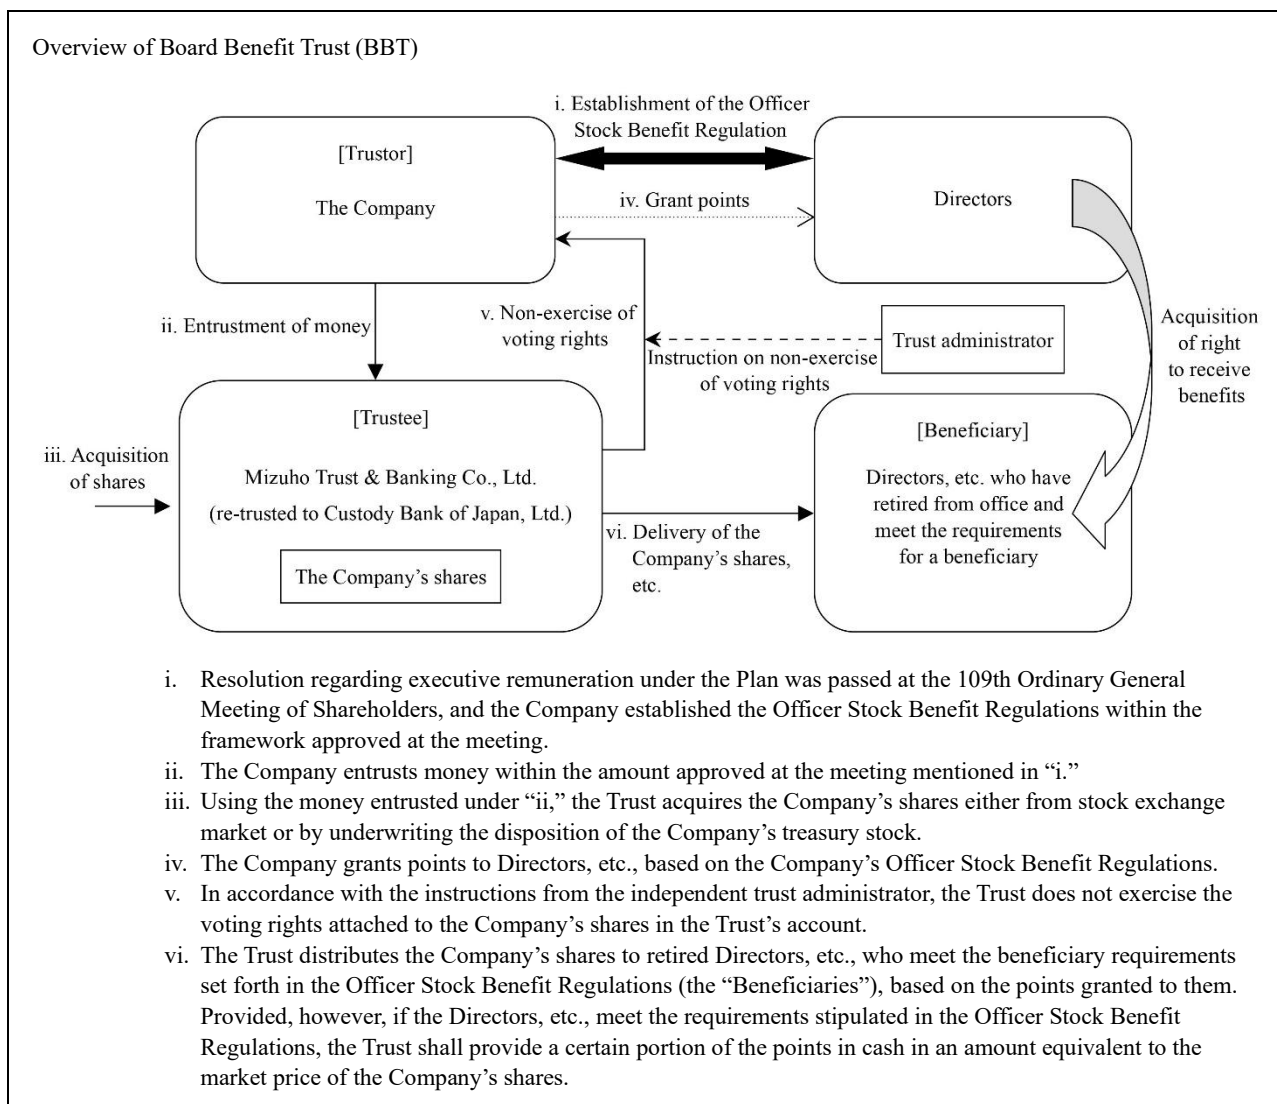 Overview of Board Benefit Trust (BBT)
i. Establishment of the Officer
Stock Benefit Regulation
[Trustor]
The Company
iv. Grant points
Directors
ii. Entrustment of money
v. Non-exercise of
voting rights
Instruction on non-exercise
of voting rights
Trust administrator
Acquisition
of right
to receive
benefits
iii. Acquisition
of shares
[Trustee]
Mizuho Trust & Banking Co., Ltd.
(re-trusted to Custody Bank of Japan, Ltd.)
The Company’s shares
vi. Delivery of the
Company’s shares,
etc.
[Beneficiary]
Directors, etc. who have
retired from office and
meet the requirements
for a beneficiary
i. Resolution regarding executive remuneration under the Plan was passed at the 109th Ordinary General
Meeting of Shareholders, and the Company established the Officer Stock Benefit Regulations within the
framework approved at the meeting.
ii. The Company entrusts money within the amount approved at the meeting mentioned in “i.”
iii. Using the money entrusted under “ii,” the Trust acquires the Company’s shares either from stock exchange
market or by underwriting the disposition of the Company’s treasury stock.
iv. The Company grants points to Directors, etc., based on the Company’s Officer Stock Benefit Regulations.
v. In accordance with the instructions from the independent trust administrator, the Trust does not exercise the
voting rights attached to the Company’s shares in the Trust’s account.
vi. The Trust distributes the Company’s shares to retired Directors, etc., who meet the beneficiary requirements
set forth in the Officer Stock Benefit Regulations (the “Beneficiaries”), based on the points granted to them.
Provided, however, if the Directors, etc., meet the requirements stipulated in the Officer Stock Benefit
Regulations, the Trust shall provide a certain portion of the points in cash in an amount equivalent to the
market price of the Company’s shares.